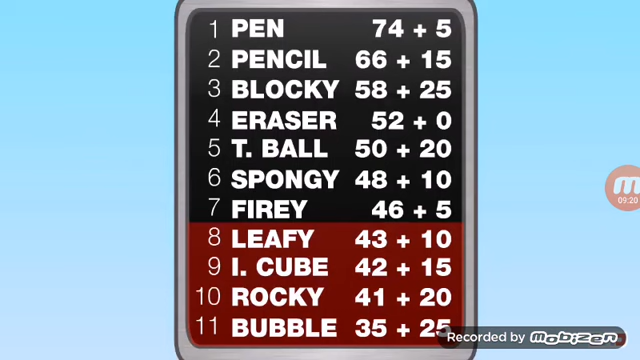 1 PEN 74 + 5
2 PENCIL 66 + 15
3 BLOCKY 58 + 25
4 ERASER 52 + 0
5 T. BALL 50 + 20
6 SPONGY 48 + 10
7 FIREY 46 + 5
8 LEAFY 43 + 10
9 I. CUBE 42 + 15
10 ROCKY 41 + 20
11 BUBBLE 35 + 25
M
09:20
Recorded by Mobizen